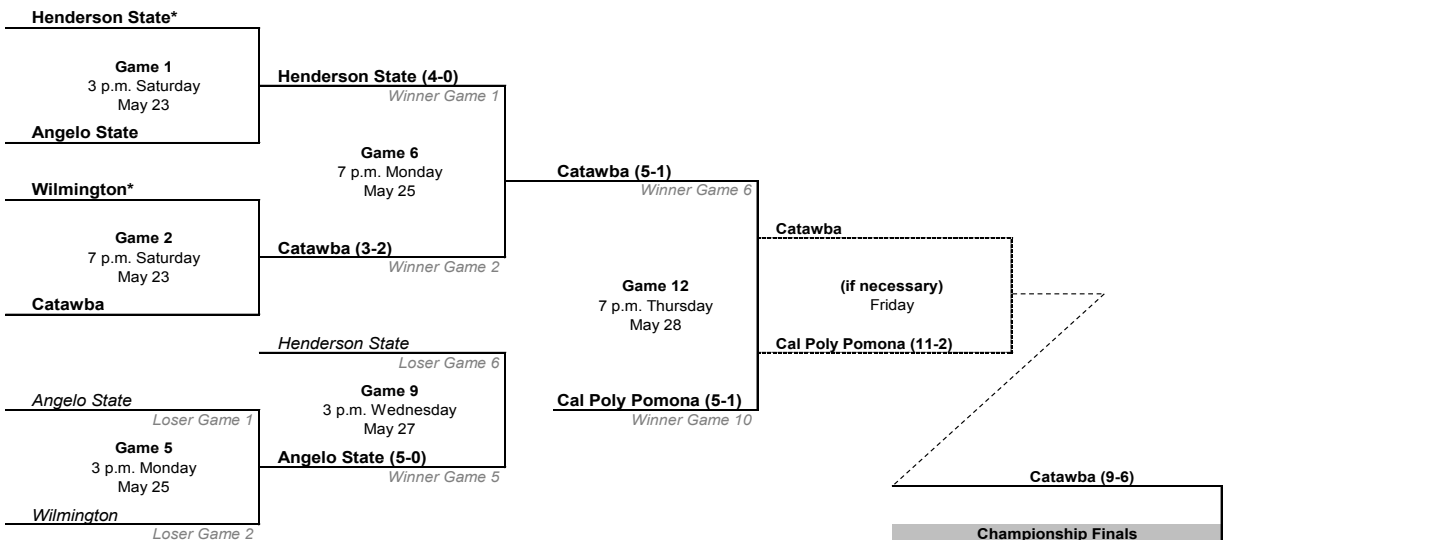 Henderson State*
Game 1
3 p.m. Saturday
May 23
Angelo State
Henderson State (4-0)
Winner Game 1
Game 6
7 p.m. Monday
May 25
Wilmington*
Game 2
7 p.m. Saturday
May 23
Catawba
Catawba (3-2)
Winner Game 2
Catawba (5-1)
Winner Game 6
Game 12
7 p.m. Thursday
May 28
Catawba
(if necessary)
Friday
Cal Poly Pomona (11-2)
Henderson State
Loser Game 6
Game 9
3 p.m. Wednesday
May 27
Cal Poly Pomona (5-1)
Winner Game 10
Angelo State
Loser Game 1
Game 5
3 p.m. Monday
May 25
Wilmington
Loser Game 2
Angelo State (5-0)
Winner Game 5
Catawba (9-6)
Championship Finals